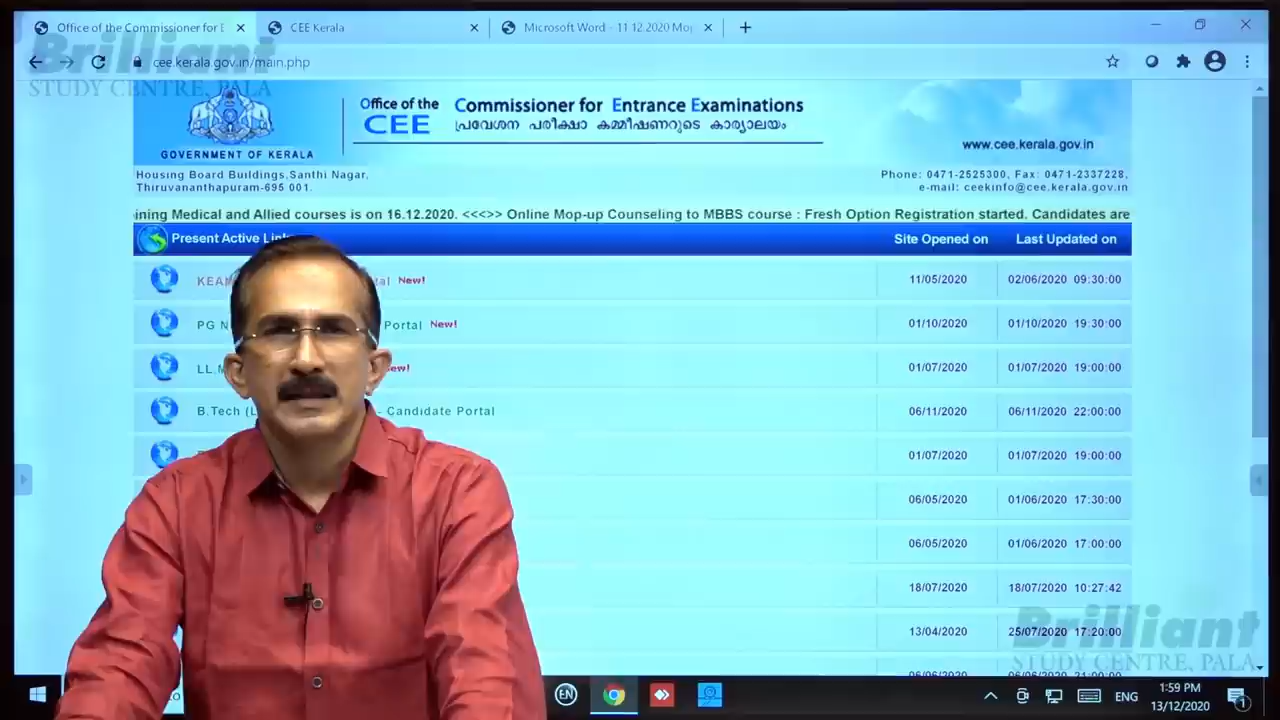 Office of the Commissioner for E
CEE Kerala
Microsoft Word - 11 12.2020 Mop
Brilliant
STUDY CENTRE, PALA
cee.kerala.gov.in/main.php
GOVERNMENT OF KERALA
Office of the
CEE
Commissioner for Entrance Examinations
പ്രവേശന പരീക്ഷാ കമ്മീഷണറുടെ കാര്യാലയം
www.cee.kerala.gov.in
Housing Board Buildings,Santhi Nagar,
Thiruvananthapuram-695 001.
Phone: 0471-2525300, Fax: 0471-2337228,
e-mail: ceekinfo@cee.kerala.gov.in
ining Medical and Allied courses is on 16.12.2020. <<<>> Online Mop-up Counseling to MBBS course : Fresh Option Registration started. Candidates are
Present Active Link Site Opened on Last Updated on
KEAM tal New! 11/05/2020 02/06/2020 09:30:00
PG N Portal New! 01/10/2020 01/10/2020 19:30:00
LL.M ew! 01/07/2020 01/07/2020 19:00:00
B.Tech (L - Candidate Portal 06/11/2020 06/11/2020 22:00:00
01/07/2020 01/07/2020 19:00:00
06/05/2020 01/06/2020 17:30:00
06/05/2020 01/06/2020 17:00:00
18/07/2020 18/07/2020 10:27:42
13/04/2020 25/07/2020 17:20:00
Brilliant
STUDY CENTRE, PALA
EN
ENG
1:59 PM
13/12/2020
1